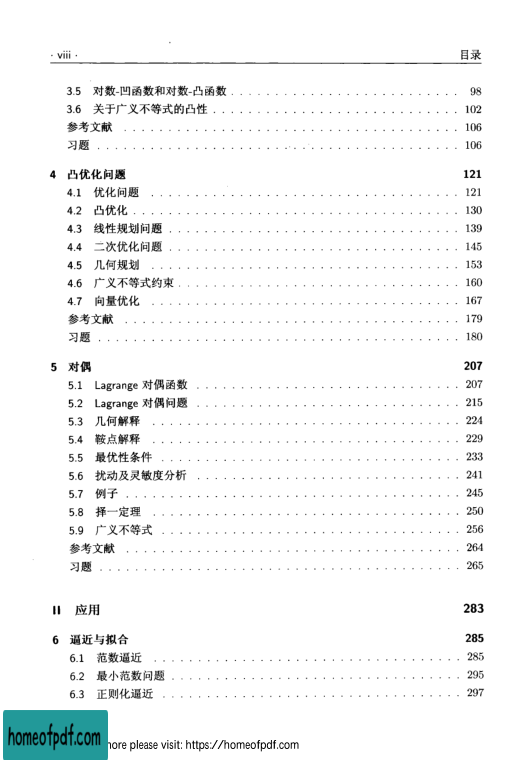 · viii · 目录
3.5 对数-凹函数和对数-凸函数 . . . . . . . . . . 98
3.6 关于广义不等式的凸性 . . . . . . . . . . 102
参考文献 . . . . . . . . . . 106
习题 . . . . . . . . . . 106
4 凸优化问题 121
4.1 优化问题 . . . . . . . . . . 121
4.2 凸优化 . . . . . . . . . . 130
4.3 线性规划问题 . . . . . . . . . . 139
4.4 二次优化问题 . . . . . . . . . . 145
4.5 几何规划 . . . . . . . . . . 153
4.6 广义不等式约束 . . . . . . . . . . 160
4.7 向量优化 . . . . . . . . . . 167
参考文献 . . . . . . . . . . 179
习题 . . . . . . . . . . 180
5 对偶 207
5.1 Lagrange 对偶函数 . . . . . . . . . . 207
5.2 Lagrange 对偶问题 . . . . . . . . . . 215
5.3 几何解释 . . . . . . . . . . 224
5.4 鞍点解释 . . . . . . . . . . 229
5.5 最优性条件 . . . . . . . . . . 233
5.6 扰动及灵敏度分析 . . . . . . . . . . 241
5.7 例子 . . . . . . . . . . 245
5.8 择一定理 . . . . . . . . . . 250
5.9 广义不等式 . . . . . . . . . . 256
参考文献 . . . . . . . . . . 264
习题 . . . . . . . . . . 265
II 应用 283
6 逼近与拟合 285
6.1 范数逼近 . . . . . . . . . . 285
6.2 最小范数问题 . . . . . . . . . . 295
6.3 正则化逼近 . . . . . . . . . . 297
homeofpdf.com
please visit: https://homeofpdf.com